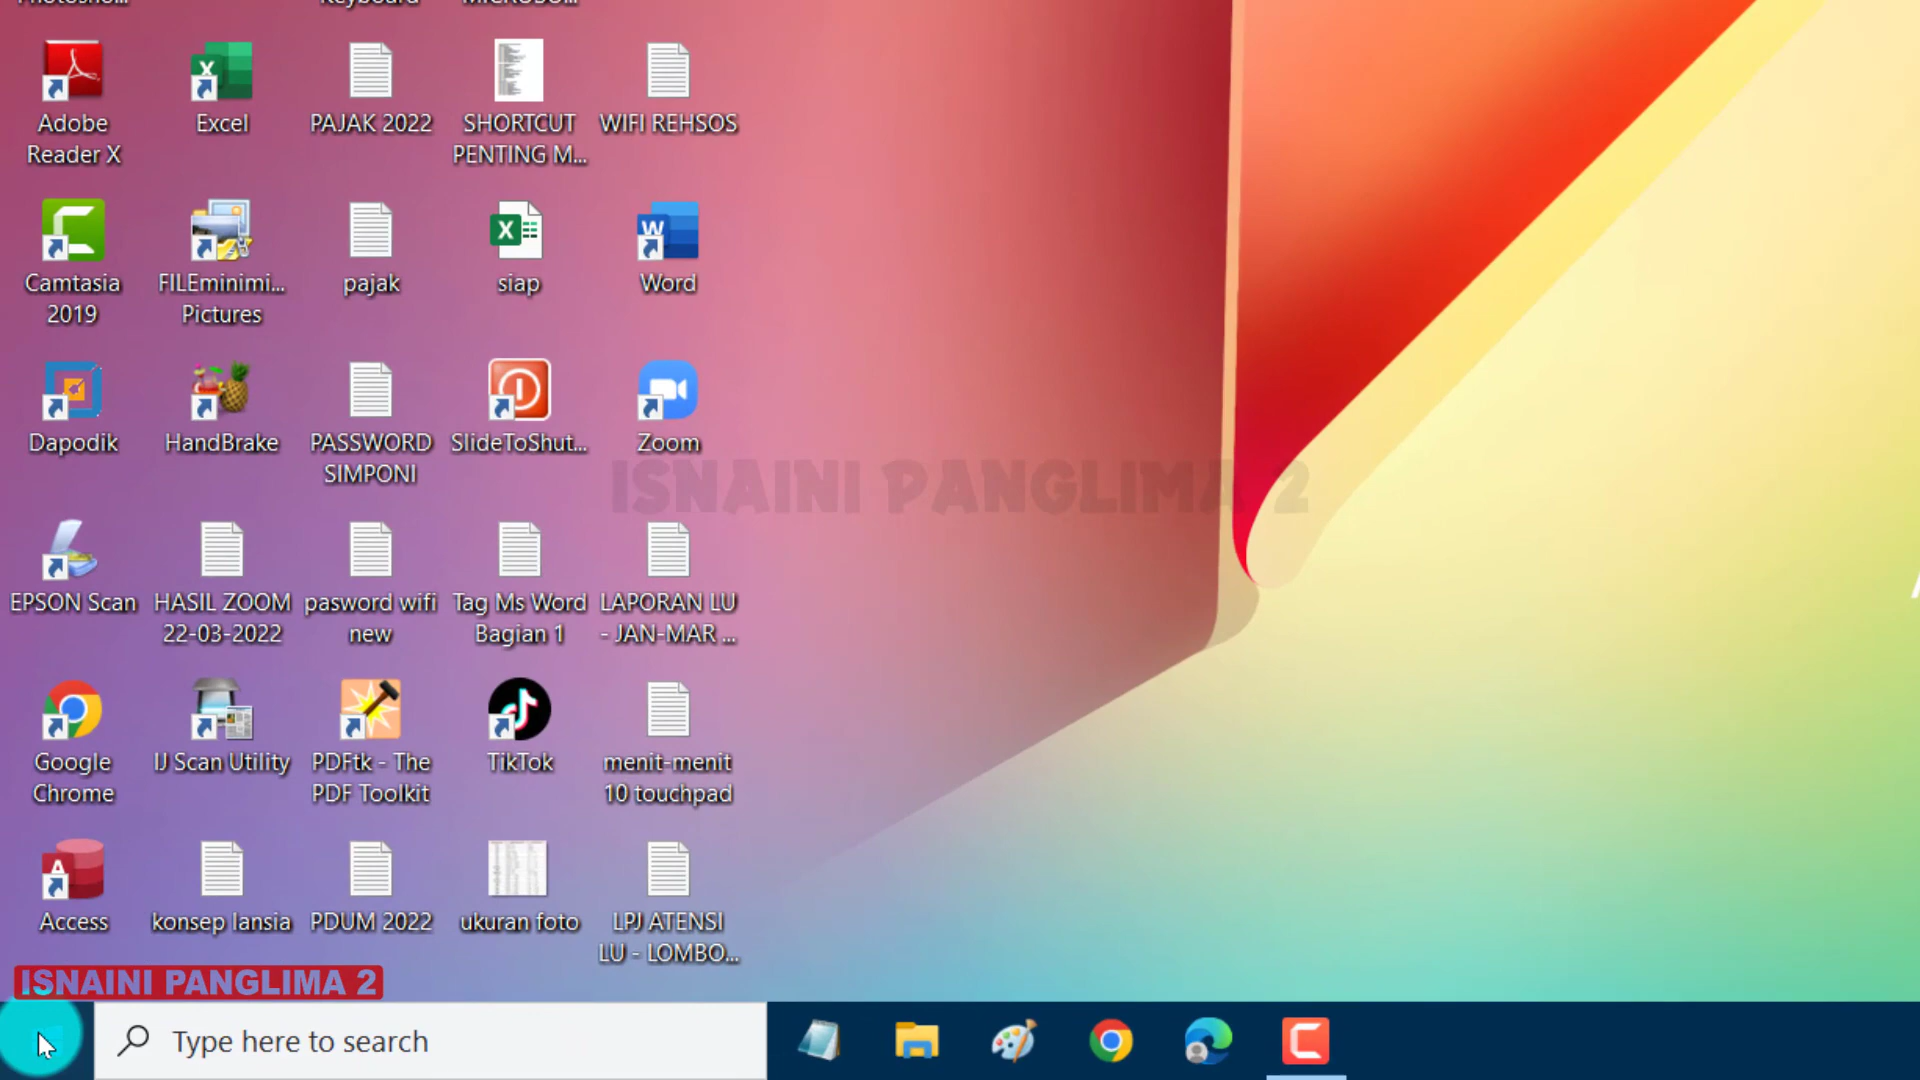 Keyboard
Adobe
Reader X
Excel
PAJAK 2022
SHORTCUT
PENTING M...
WIFI REHSOS
Camtasia
2019
FILEminimi...
Pictures
pajak
siap
Word
Dapodik
HandBrake
PASSWORD
SIMPONI
SlideToShut...
Zoom
ISNAINI PANGLIMA 2
EPSON Scan
HASIL ZOOM
22-03-2022
pasword wifi
new
Tag Ms Word
Bagian 1
LAPORAN LU
- JAN-MAR ...
Google
Chrome
IJ Scan Utility
PDFtk - The
PDF Toolkit
TikTok
menit-menit
10 touchpad
Access
konsep lansia
PDUM 2022
ukuran foto
LPJ ATENSI
LU - LOMBO...
ISNAINI PANGLIMA 2
Type here to search